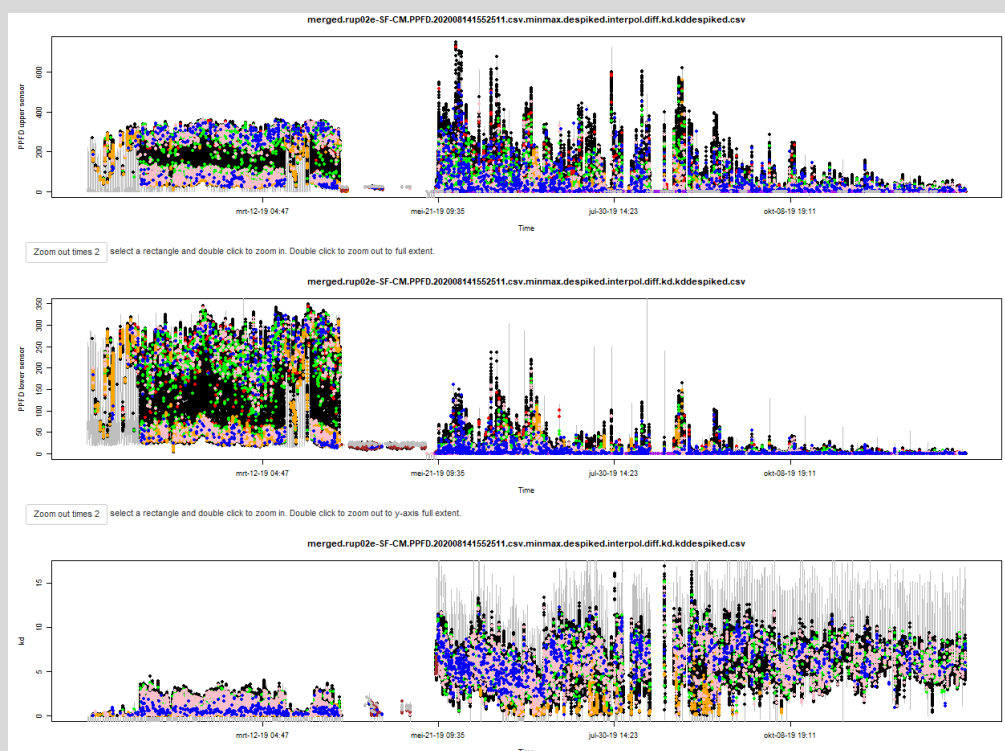 merged.rup02e-SF-CM.PPFD.202008141552511.csv.minmax.despiked.interpol.diff.kd.kddespiked.csv
PPFD upper sensor
600
400
200
0
mrt-12-19 04:47 mei-21-19 09:35 jul-30-19 14:23 okt-08-19 19:11
Time
Zoom out times 2 select a rectangle and double click to zoom in. Double click to zoom out to full extent.
merged.rup02e-SF-CM.PPFD.202008141552511.csv.minmax.despiked.interpol.diff.kd.kddespiked.csv
PPFD lower sensor
350
300
250
200
150
100
50
0
mrt-12-19 04:47 mei-21-19 09:35 jul-30-19 14:23 okt-08-19 19:11
Time
Zoom out times 2 select a rectangle and double click to zoom in. Double click to zoom out to y-axis full extent.
merged.rup02e-SF-CM.PPFD.202008141552511.csv.minmax.despiked.interpol.diff.kd.kddespiked.csv
kd
15
10
5
0
mrt-12-19 04:47 mei-21-19 09:35 jul-30-19 14:23 okt-08-19 19:11